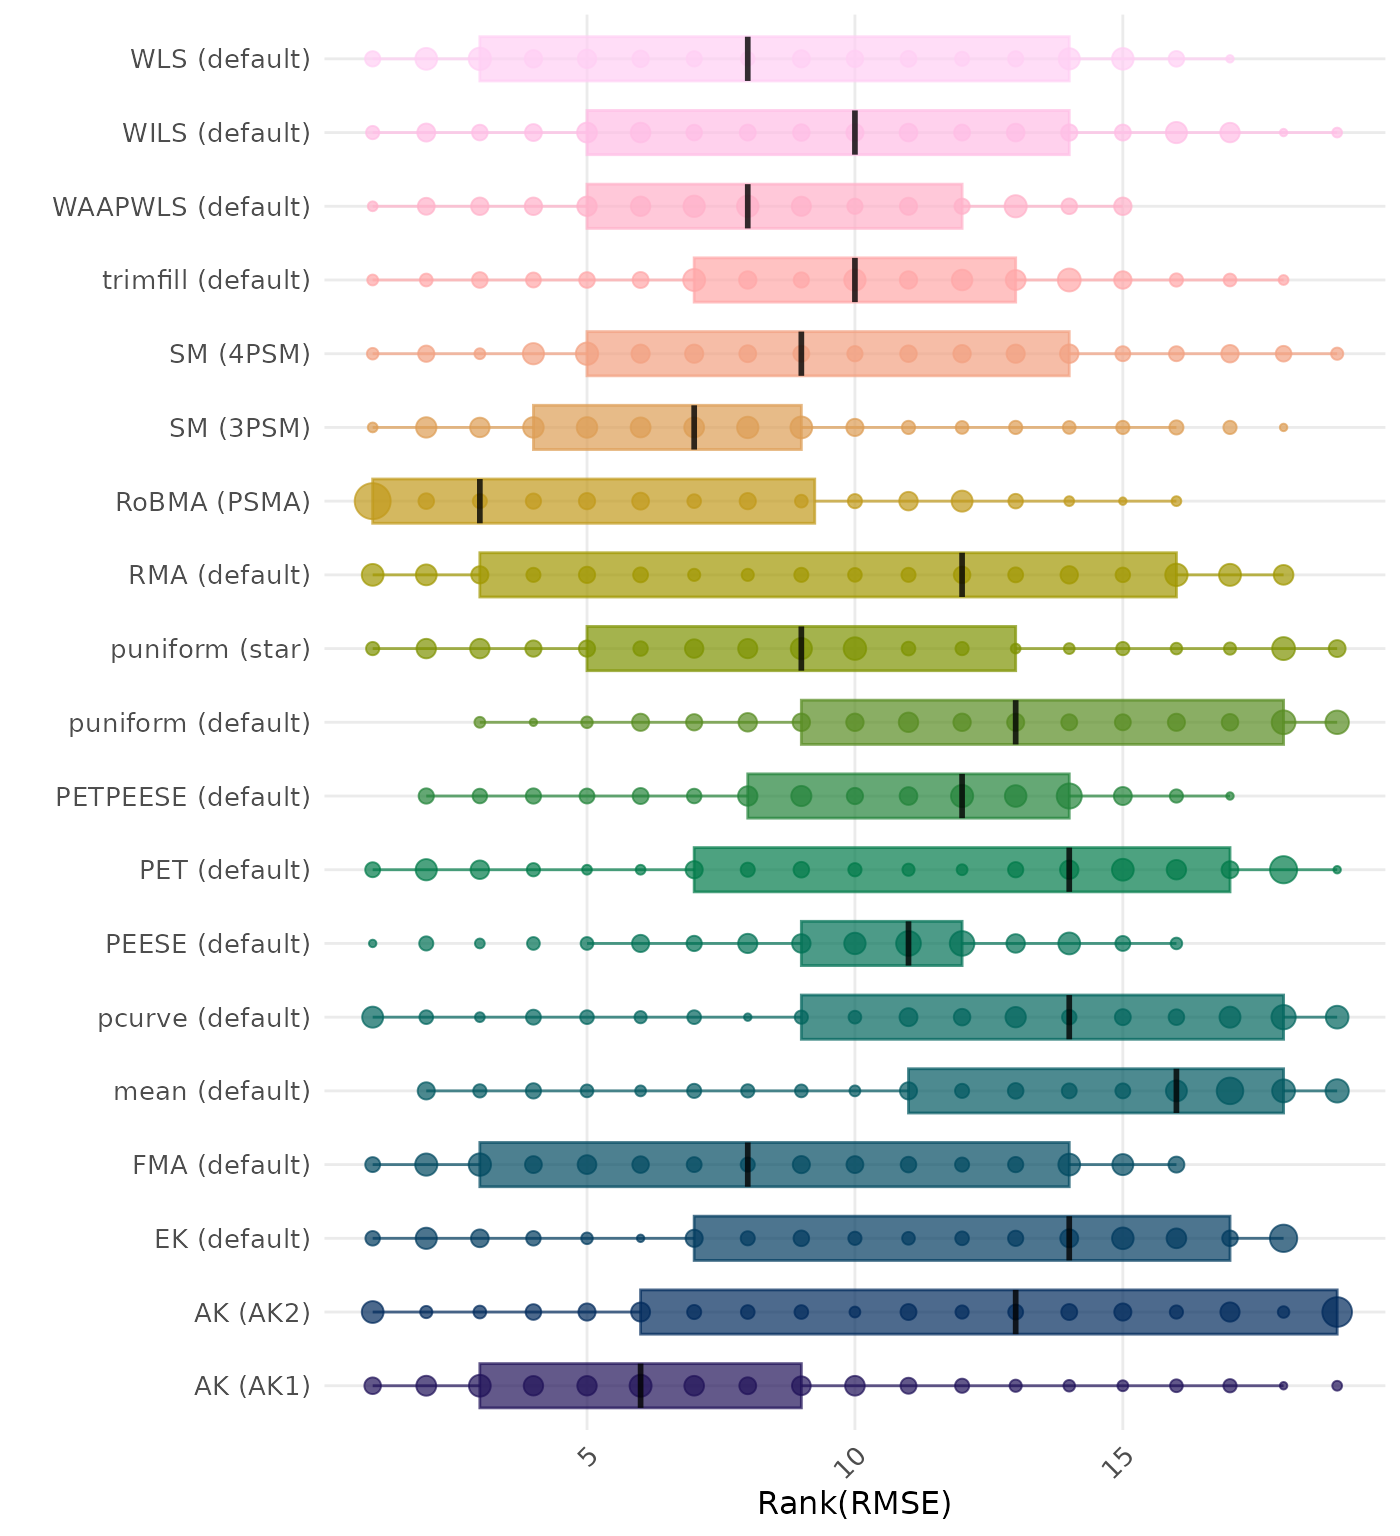 WLS (default)
WILS (default)
WAAPWLS (default)
trimfill (default)
SM (4PSM)
SM (3PSM)
RoBMA (PSMA)
RMA (default)
puniform (star)
puniform (default)
PETPEESE (default)
PET (default)
PEESE (default)
pcurve (default)
mean (default)
FMA (default)
EK (default)
AK (AK2)
AK (AK1)
5 10 15
Rank(RMSE)